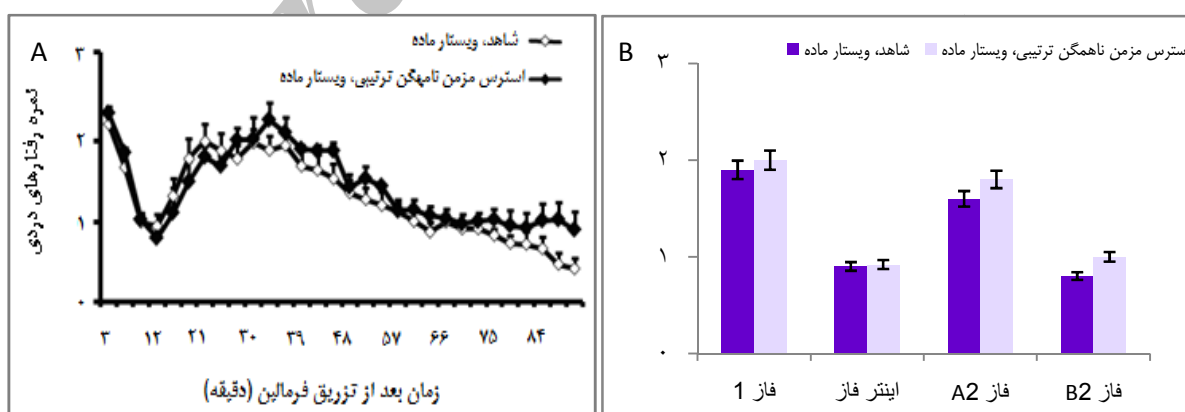 A
شاهد، ویستار ماده
استرس مزمن نامهگن ترتیبی، ویستار ماده
نمره رفتارهای دردی
۳
۲
۱
۰
۳ ۱۲ ۲۱ ۳۰ ۳۹ ۴۸ ۵۷ ۶۶ ۷۵ ۸۴
زمان بعد از تزریق فرمالین (دقیقه)
B
شاهد، ویستار ماده
سترس مزمن ناهمگن ترتیبی، ویستار ماده
۳
۲
۱
۰
فاز 1
اینتر فاز
فاز A2
فاز B2